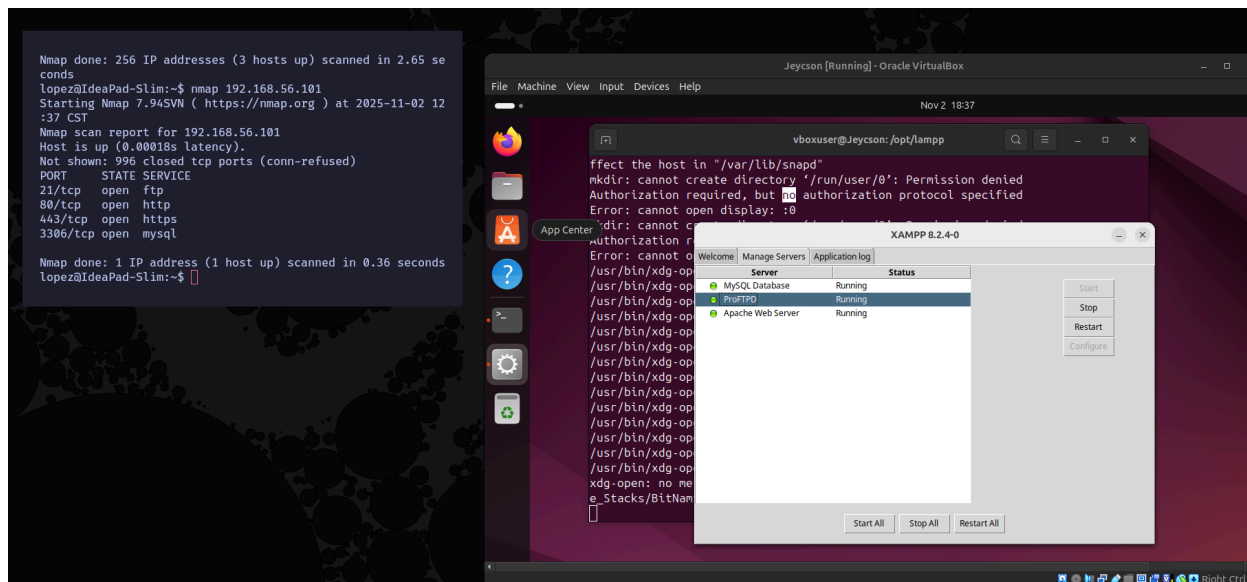 Nmap done: 256 IP addresses (3 hosts up) scanned in 2.65 se
conds
lopez@IdeaPad-Slim:~$ nmap 192.168.56.101
Starting Nmap 7.94SVN ( https://nmap.org ) at 2025-11-02 12
:37 CST
Nmap scan report for 192.168.56.101
Host is up (0.00018s latency).
Not shown: 996 closed tcp ports (conn-refused)
PORT STATE SERVICE
21/tcp open ftp
80/tcp open http
443/tcp open https
3306/tcp open mysql
Nmap done: 1 IP address (1 host up) scanned in 0.36 seconds
lopez@IdeaPad-Slim:~$
Jeycson [Running] - Oracle VirtualBox
File Machine View Input Devices Help
Nov 2 18:37
vboxuser@Jeycson: /opt/lampp
ffect the host in "/var/lib/snapd"
mkdir: cannot create directory ‘/run/user/0’: Permission denied
Authorization required, but no authorization protocol specified
Error: cannot open display: :0
App Center
kdir: cannot c
Authorization r
Error: cannot o
/usr/bin/xdg-op
/usr/bin/xdg-op
/usr/bin/xdg-op
/usr/bin/xdg-op
/usr/bin/xdg-op
/usr/bin/xdg-op
/usr/bin/xdg-op
/usr/bin/xdg-op
/usr/bin/xdg-op
/usr/bin/xdg-op
/usr/bin/xdg-op
/usr/bin/xdg-op
/usr/bin/xdg-op
/usr/bin/xdg-op
xdg-open: no me
e_Stacks/BitNam
XAMPP 8.2.4-0
Welcome Manage Servers Application log
Server Status
MySQL Database Running
ProFTPD Running
Apache Web Server Running
Start
Stop
Restart
Configure
Start All Stop All Restart All
Right Ctrl